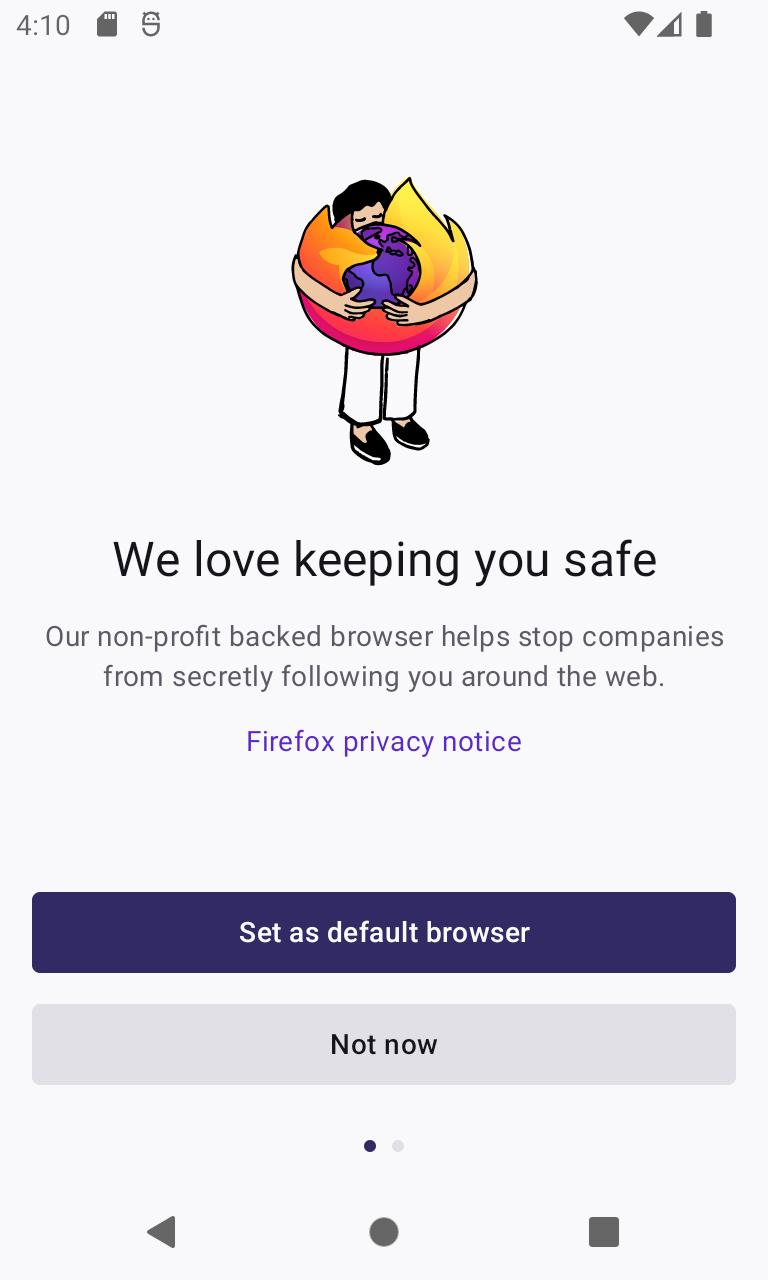 4:10
We love keeping you safe
Our non-profit backed browser helps stop companies
from secretly following you around the web.
Firefox privacy notice
Set as default browser
Not now